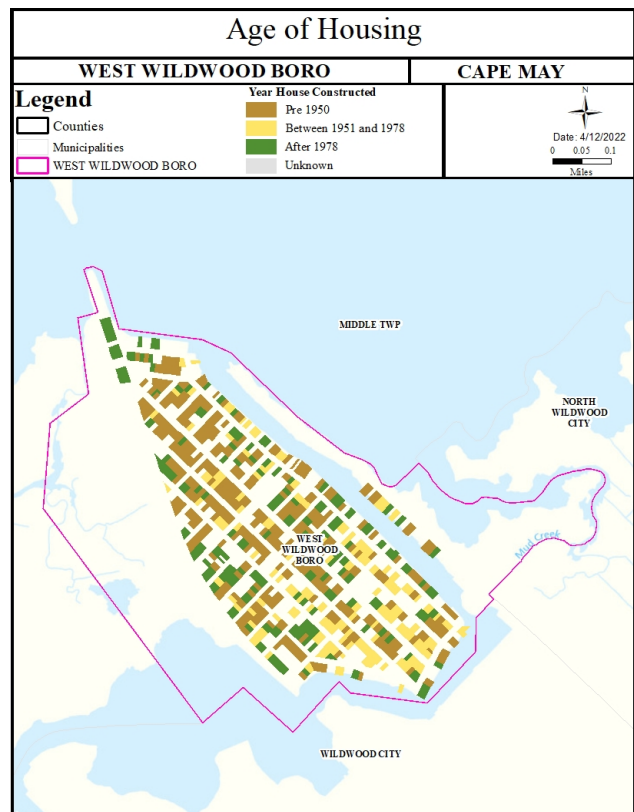 Age of Housing
WEST WILDWOOD BORO
CAPE MAY
Legend
Counties
Municipalities
WEST WILDWOOD BORO
Year House Constructed
Pre 1950
Between 1951 and 1978
After 1978
Unknown
N
Date: 4/12/2022
0 0.05 0.1
Miles
MIDDLE TWP
NORTH
WILDWOOD
CITY
Mud Creek
WEST
WILDWOOD
BORO
WILDWOOD CITY